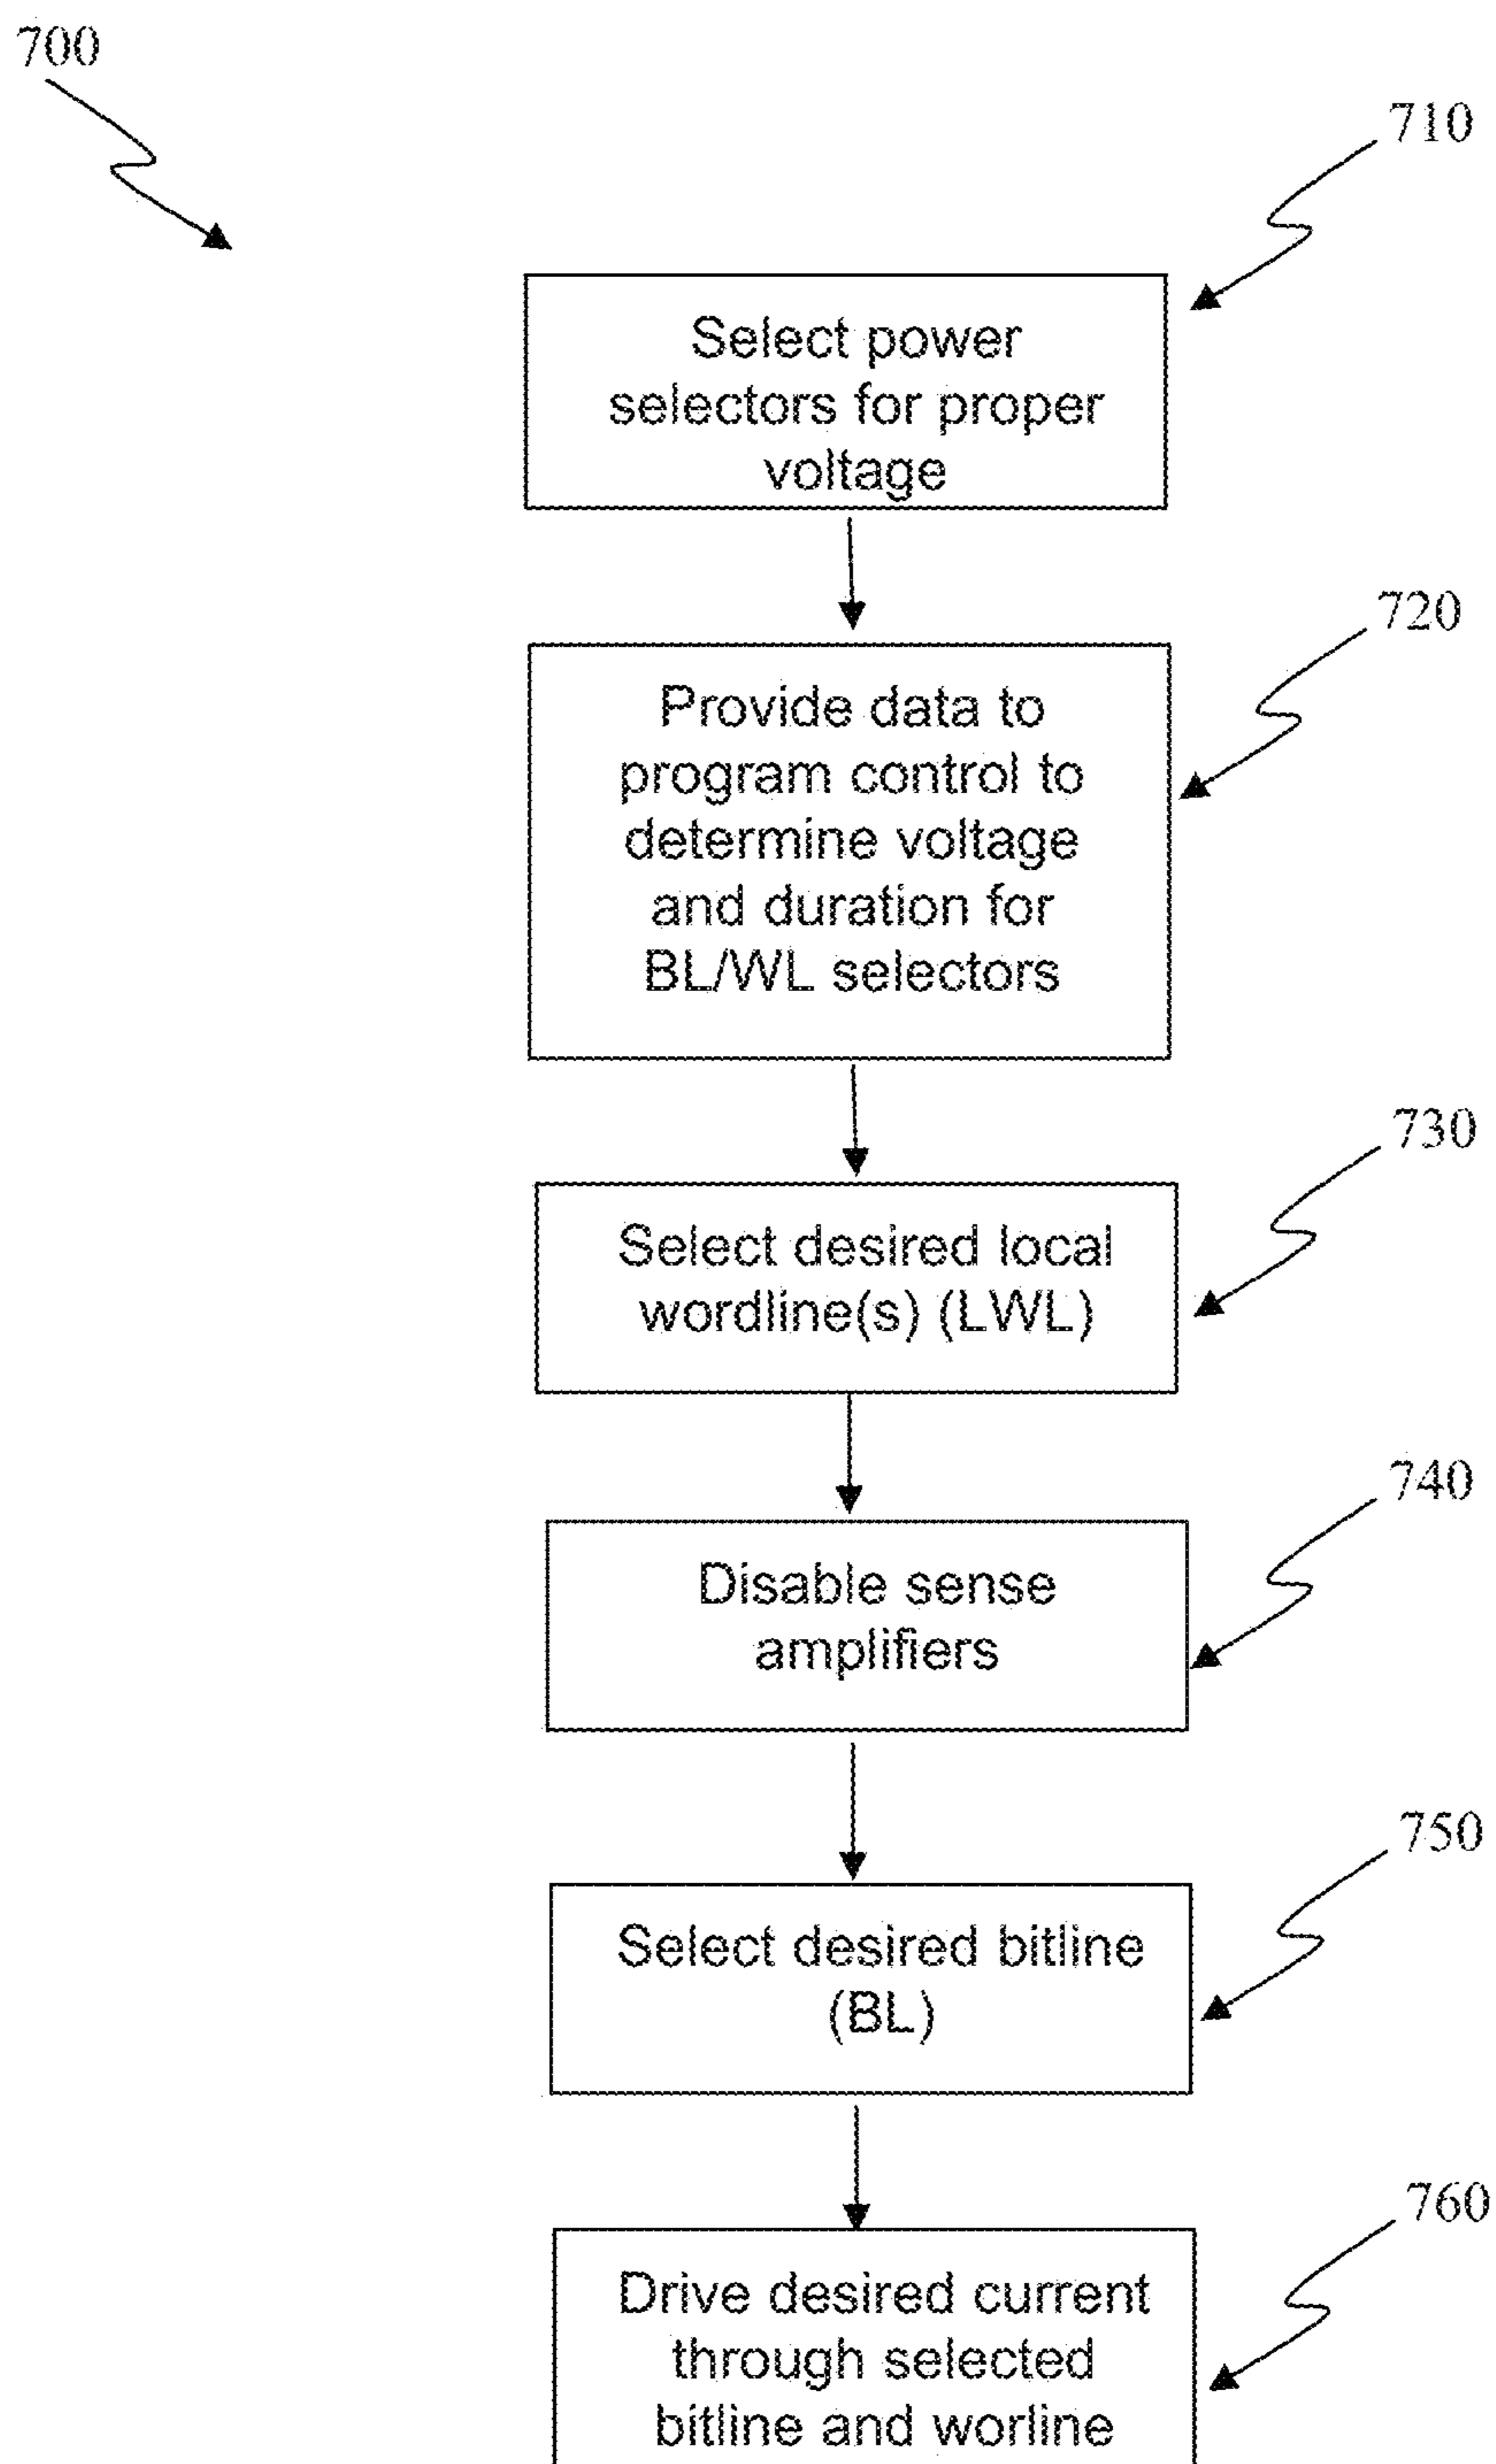 700
710
Select power
selectors for proper
voltage
720
Provide data to
program control to
determine voltage
and duration for
BL/WL selectors
730
Select desired local
wordline(s) (LWL)
740
Disable sense
amplifiers
750
Select desired bitline
(BL)
760
Drive desired current
through selected
bitline and worline